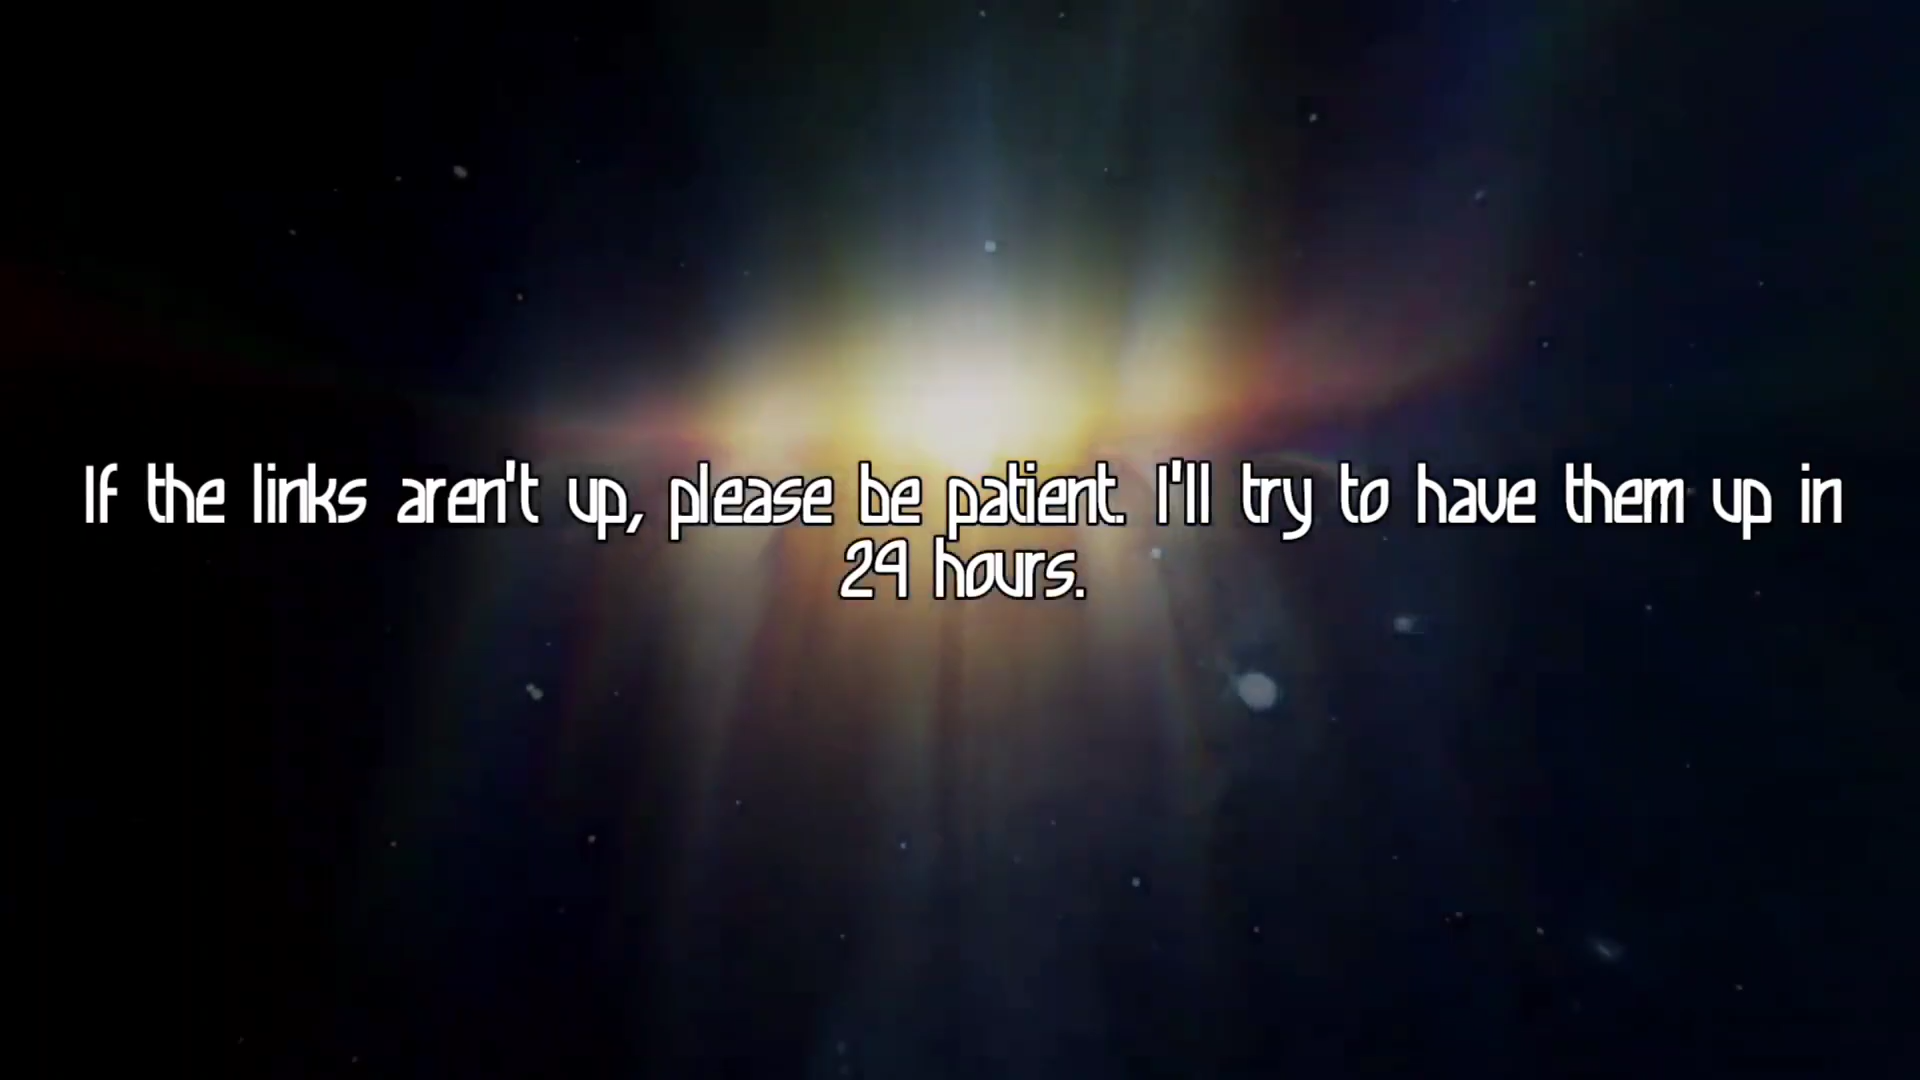 If the links aren't up, please be patient. I'll try to have them up in
24 hours.